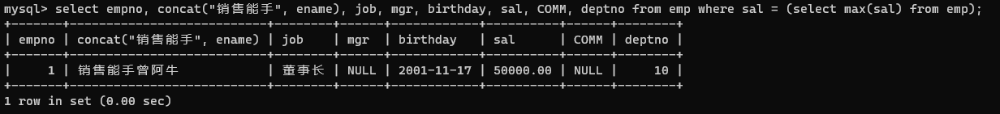 mysql> select empno, concat("销售能手", ename), job, mgr, birthday, sal, COMM, deptno from emp where sal = (select max(sal) from emp);
+-------+---------------------------+--------+------+------------+----------+------+--------+
| empno | concat("销售能手", ename) | job    | mgr  | birthday   | sal      | COMM | deptno |
+-------+---------------------------+--------+------+------------+----------+------+--------+
|     1 | 销售能手曾阿牛            | 董事长 | NULL | 2001-11-17 | 50000.00 | NULL |     10 |
+-------+---------------------------+--------+------+------------+----------+------+--------+
1 row in set (0.00 sec)